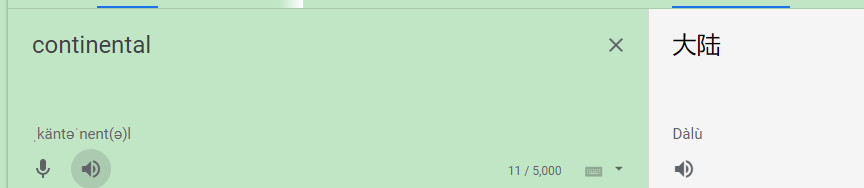 continental
大陆
ˌkäntəˈnent(ə)l
Dàlù
11 / 5,000